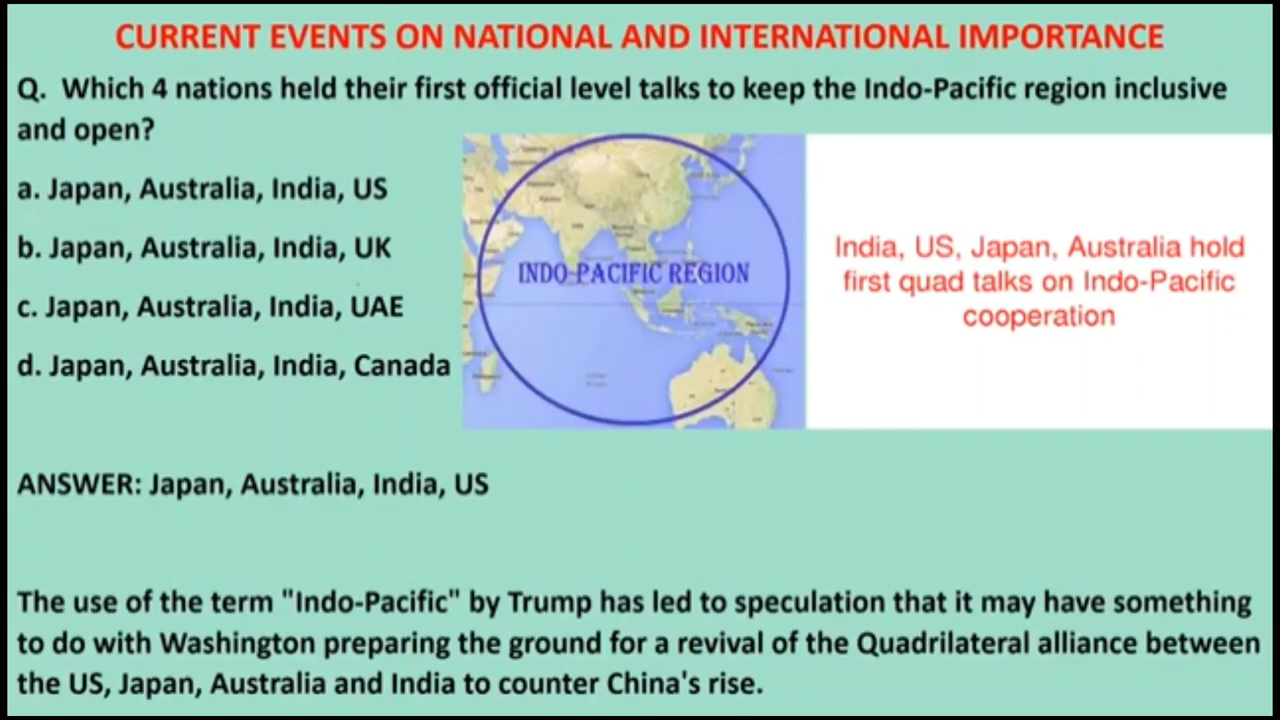 CURRENT EVENTS ON NATIONAL AND INTERNATIONAL IMPORTANCE
Q. Which 4 nations held their first official level talks to keep the Indo-Pacific region inclusive
and open?
a. Japan, Australia, India, US
b. Japan, Australia, India, UK
c. Japan, Australia, India, UAE
d. Japan, Australia, India, Canada
INDO-PACIFIC REGION
India, US, Japan, Australia hold
first quad talks on Indo-Pacific
cooperation
ANSWER: Japan, Australia, India, US
The use of the term "Indo-Pacific" by Trump has led to speculation that it may have something
to do with Washington preparing the ground for a revival of the Quadrilateral alliance between
the US, Japan, Australia and India to counter China's rise.